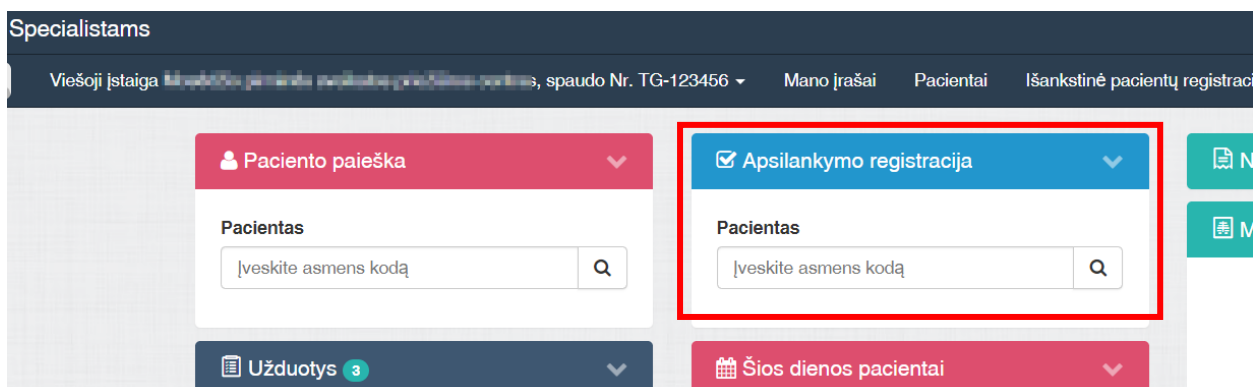 Specialistams
Viešoji įstaiga , spaudo Nr. TG-123456 Mano įrašai Pacientai Išankstinė pacientų registraci
Paciento paieška
Pacientas
Įveskite asmens kodą
Apsilankymo registracija
Pacientas
Įveskite asmens kodą
N
M
Užduotys 3
Šios dienos pacientai